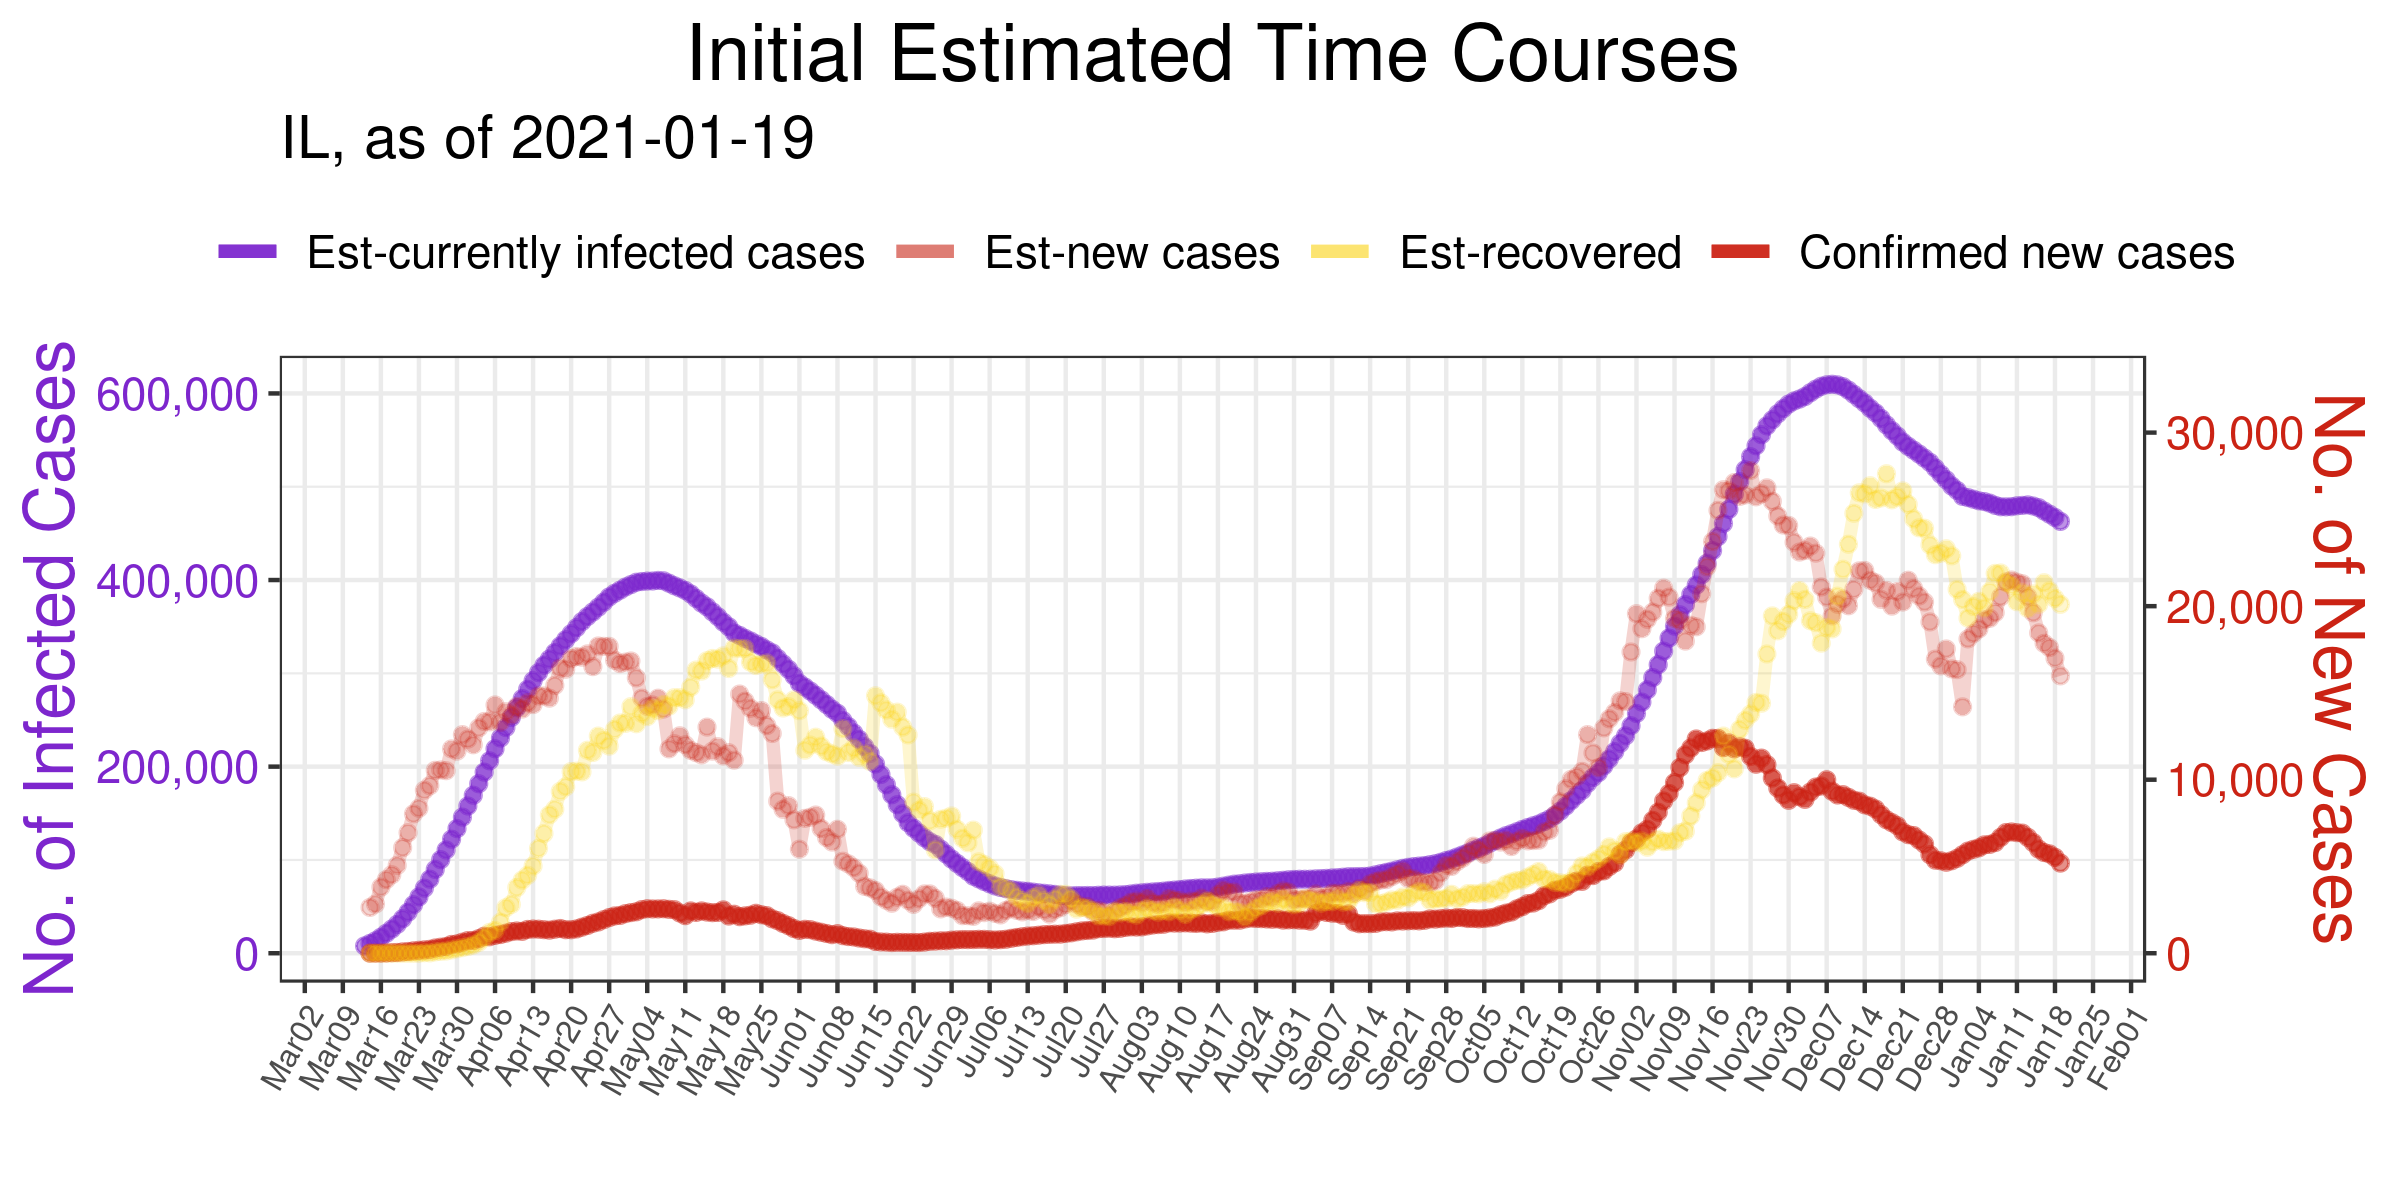 Initial Estimated Time Courses
IL, as of 2021-01-19
Est-currently infected cases Est-new cases Est-recovered Confirmed new cases
No. of Infected Cases
600,000
400,000
200,000
0
No. of New Cases
30,000
20,000
10,000
0
Mar02 Mar09 Mar16 Mar23 Mar30 Apr06 Apr13 Apr20 Apr27 May04 May11 May18 May25 Jun01 Jun08 Jun15 Jun22 Jun29 Jul06 Jul13 Jul20 Jul27 Aug03 Aug10 Aug17 Aug24 Aug31 Sep07 Sep14 Sep21 Sep28 Oct05 Oct12 Oct19 Oct26 Nov02 Nov09 Nov16 Nov23 Nov30 Dec07 Dec14 Dec21 Dec28 Jan04 Jan11 Jan18 Jan25 Feb01